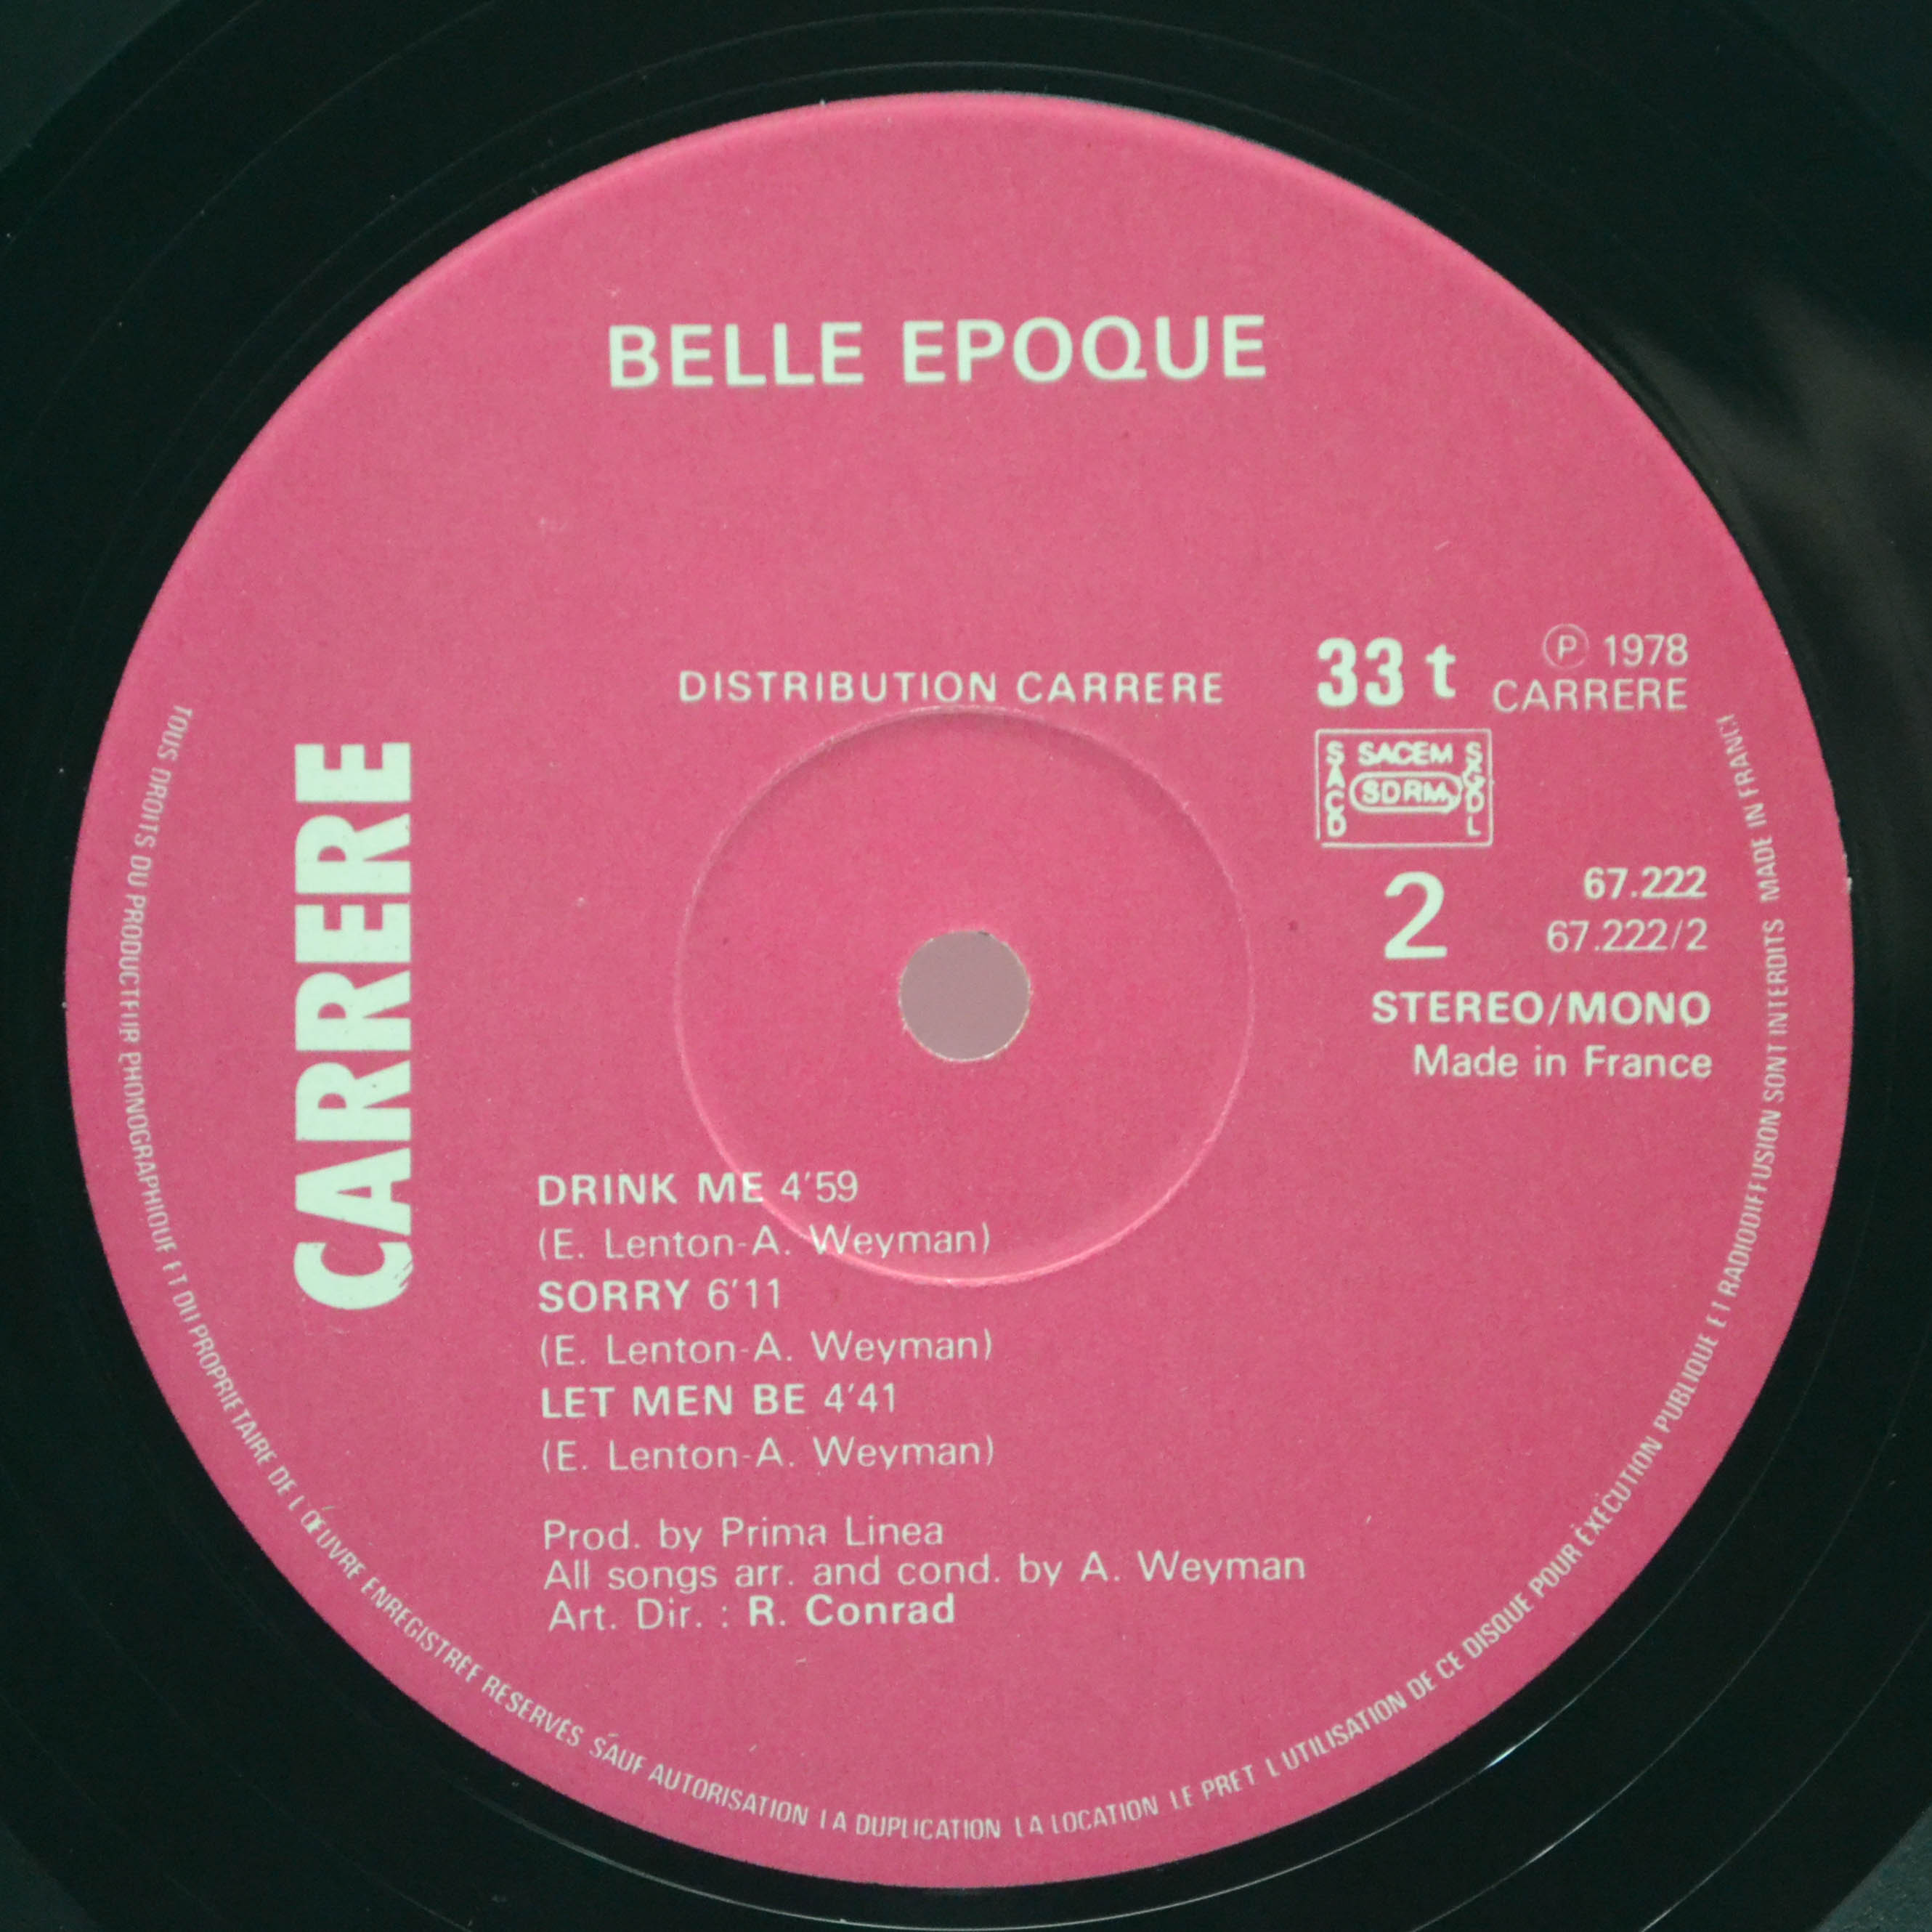 BELLE EPOQUE
DISTRIBUTION CARRERE
33 t
Ⓟ 1978
CARRERE
SACEM
SACD
SDRM
SGDL
2
67.222
67.222/2
STEREO/MONO
Made in France
CARRERE
DRINK ME 4'59
(E. Lenton-A. Weyman)
SORRY 6'11
(E. Lenton-A. Weyman)
LET MEN BE 4'41
(E. Lenton-A. Weyman)
Prod. by Prima Linea
All songs arr. and cond. by A. Weyman
Art. Dir. : R. Conrad
TOUS DROITS DU PRODUCTEUR PHONOGRAPHIQUE ET DU PROPRIETAIRE DE L'ŒUVRE ENREGISTRÉE RÉSERVÉS SAUF AUTORISATION LA DUPLICATION LA LOCATION LE PRET L'UTILISATION DE CE DISQUE POUR ÉXÉCUTION PUBLIQUE ET RADIODIFFUSION SONT INTERDITS MADE IN FRANCE